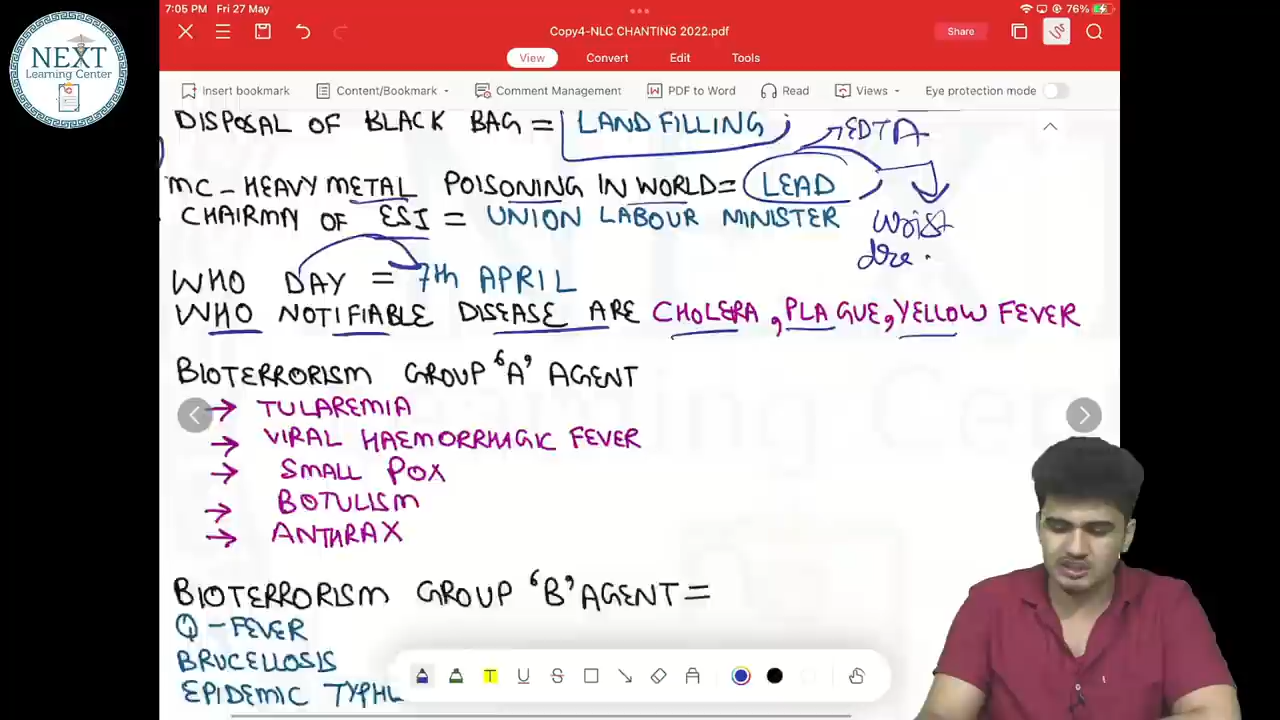 7:05 PM Fri 27 May
76%
NEXT
Learning Center
Copy4-NLC CHANTING 2022.pdf
Share
View Convert Edit Tools
Insert bookmark Content/Bookmark Comment Management PDF to Word Read Views Eye protection mode
DISPOSAL OF BLACK BAG = LANDFILLING
EDTA
MC - HEAVY METAL POISONING IN WORLD = LEAD
CHAIRMAN OF ESI = UNION LABOUR MINISTER
Wrist
WHO DAY = 7th APRIL
WHO NOTIFIABLE DISEASE ARE CHOLERA, PLAGUE, YELLOW FEVER
BIOTERRORISM GROUP 'A' AGENT
→ TULAREMIA
→ VIRAL HAEMORRHAGIC FEVER
→ SMALL POX
→ BOTULISM
→ ANTHRAX
BIOTERRORISM GROUP 'B' AGENT =
Q - FEVER
BRUCELLOSIS
EPIDEMIC TYPHU